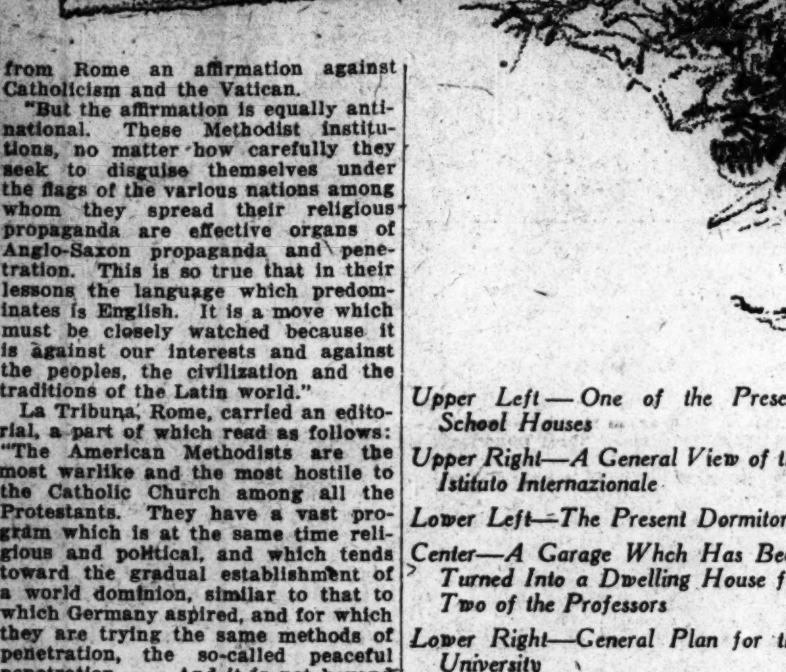 from Rome an affirmation against
Catholicism and the Vatican.
"But the affirmation is equally anti-
national. These Methodist institu-
tions, no matter how carefully they
seek to disguise themselves under
the flags of the various nations among
whom they spread their religious
propaganda are effective organs of
Anglo-Saxon propaganda and pene-
tration. This is so true that in their
lessons the language which predom-
inates is English. It is a move which
must be closely watched because it
is against our interests and against
the peoples, the civilization and the
traditions of the Latin world."
La Tribuna, Rome, carried an edito-
rial, a part of which read as follows:
"The American Methodists are the
most warlike and the most hostile to
the Catholic Church among all the
Protestants. They have a vast pro-
gram which is at the same time reli-
gious and political, and which tends
toward the gradual establishment of
a world dominion, similar to that to
which Germany aspired, and for which
they are trying the same methods of
penetration, the so-called peaceful
Upper Left—One of the Prese
School Houses
Upper Right—A General View of t
Istituto Internazionale
Lower Left—The Present Dormitor
Center—A Garage Whch Has Bee
Turned Into a Dwelling House f
Two of the Professors
Lower Right—General Plan for t
University